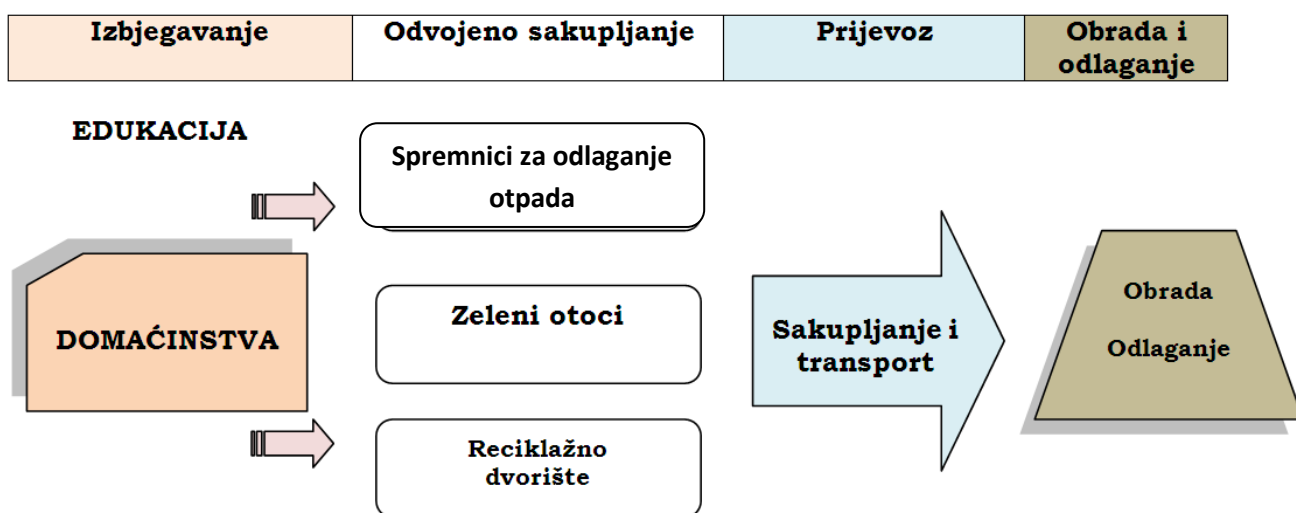 Izbjegavanje
Odvojeno sakupljanje
Prijevoz
Obrada i
odlaganje
EDUKACIJA
Spremnici za odlaganje
otpada
DOMAĆINSTVA
Zeleni otoci
Reciklažno
dvorište
Sakupljanje i
transport
Obrada
Odlaganje